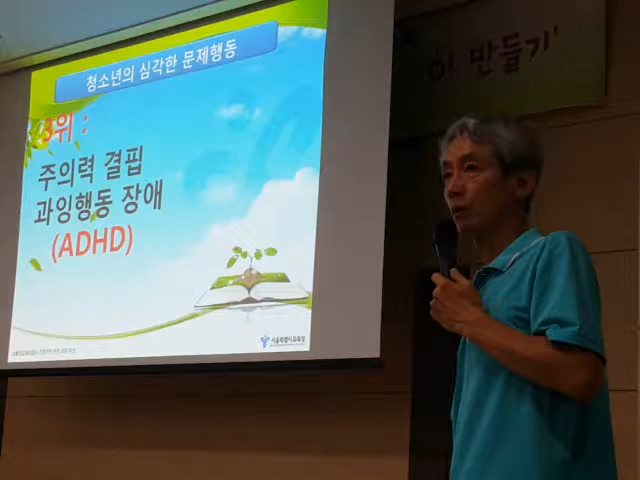 청소년의 심각한 문제행동
3위 :
주의력 결핍
과잉행동 장애
(ADHD)
서울특별시교육청
만들기'